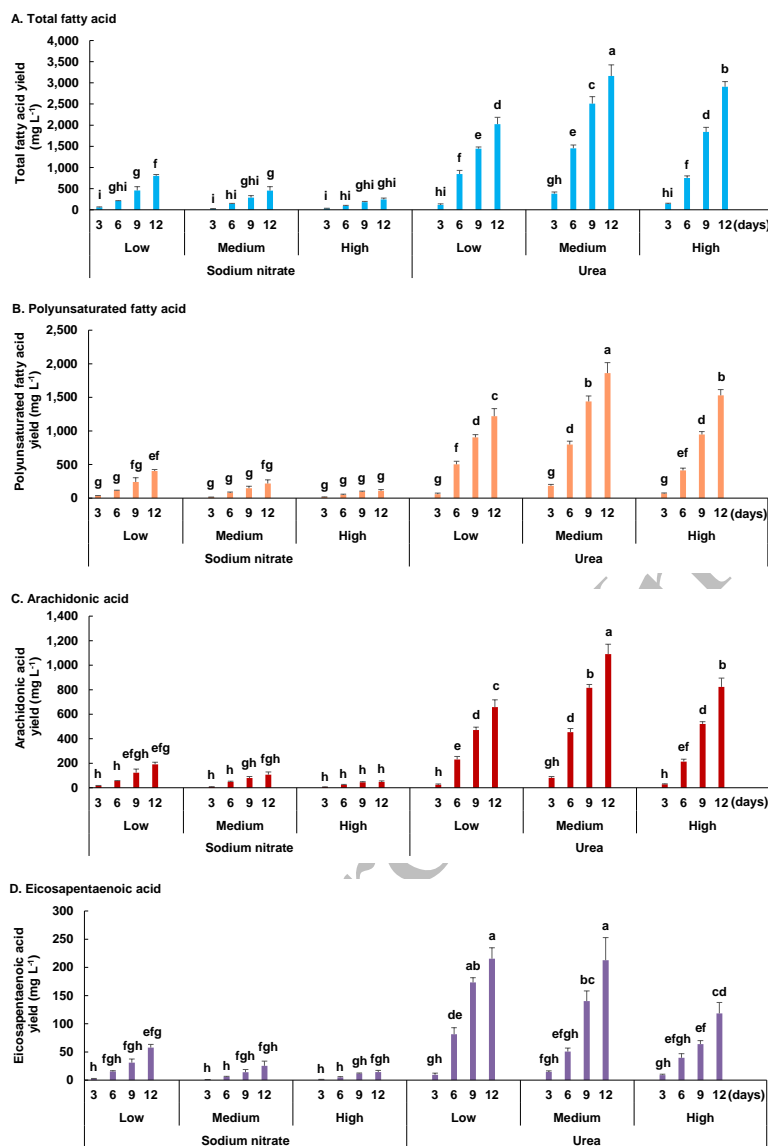 A. Total fatty acid
Total fatty acid yield
(mg L-1)
4,000
3,500
3,000
2,500
2,000
1,500
1,000
500
0
i ghi g f i hi ghi g i hi ghi ghi hi f e d gh e c a hi f d b
3 6 9 12 3 6 9 12 3 6 9 12 3 6 9 12 3 6 9 12 3 6 9 12 (days)
Low Medium High Low Medium High
Sodium nitrate Urea
B. Polyunsaturated fatty acid
Polyunsaturated fatty acid
yield (mg L-1)
2,500
2,000
1,500
1,000
500
0
g g fg ef g g g fg g g g g g f d c g d b a g ef d b
3 6 9 12 3 6 9 12 3 6 9 12 3 6 9 12 3 6 9 12 3 6 9 12 (days)
Low Medium High Low Medium High
Sodium nitrate Urea
C. Arachidonic acid
Arachidonic acid
yield (mg L-1)
1,400
1,200
1,000
800
600
400
200
0
h h efgh efg h h gh fgh h h h h h e d c gh d b a h ef d b
3 6 9 12 3 6 9 12 3 6 9 12 3 6 9 12 3 6 9 12 3 6 9 12 (days)
Low Medium High Low Medium High
Sodium nitrate Urea
D. Eicosapentaenoic acid
Eicosapentaenoic acid
yield (mg L-1)
300
250
200
150
100
50
0
h fgh fgh efg h h fgh fgh h h gh fgh gh de ab a fgh efgh bc a gh efgh ef cd
3 6 9 12 3 6 9 12 3 6 9 12 3 6 9 12 3 6 9 12 3 6 9 12 (days)
Low Medium High Low Medium High
Sodium nitrate Urea